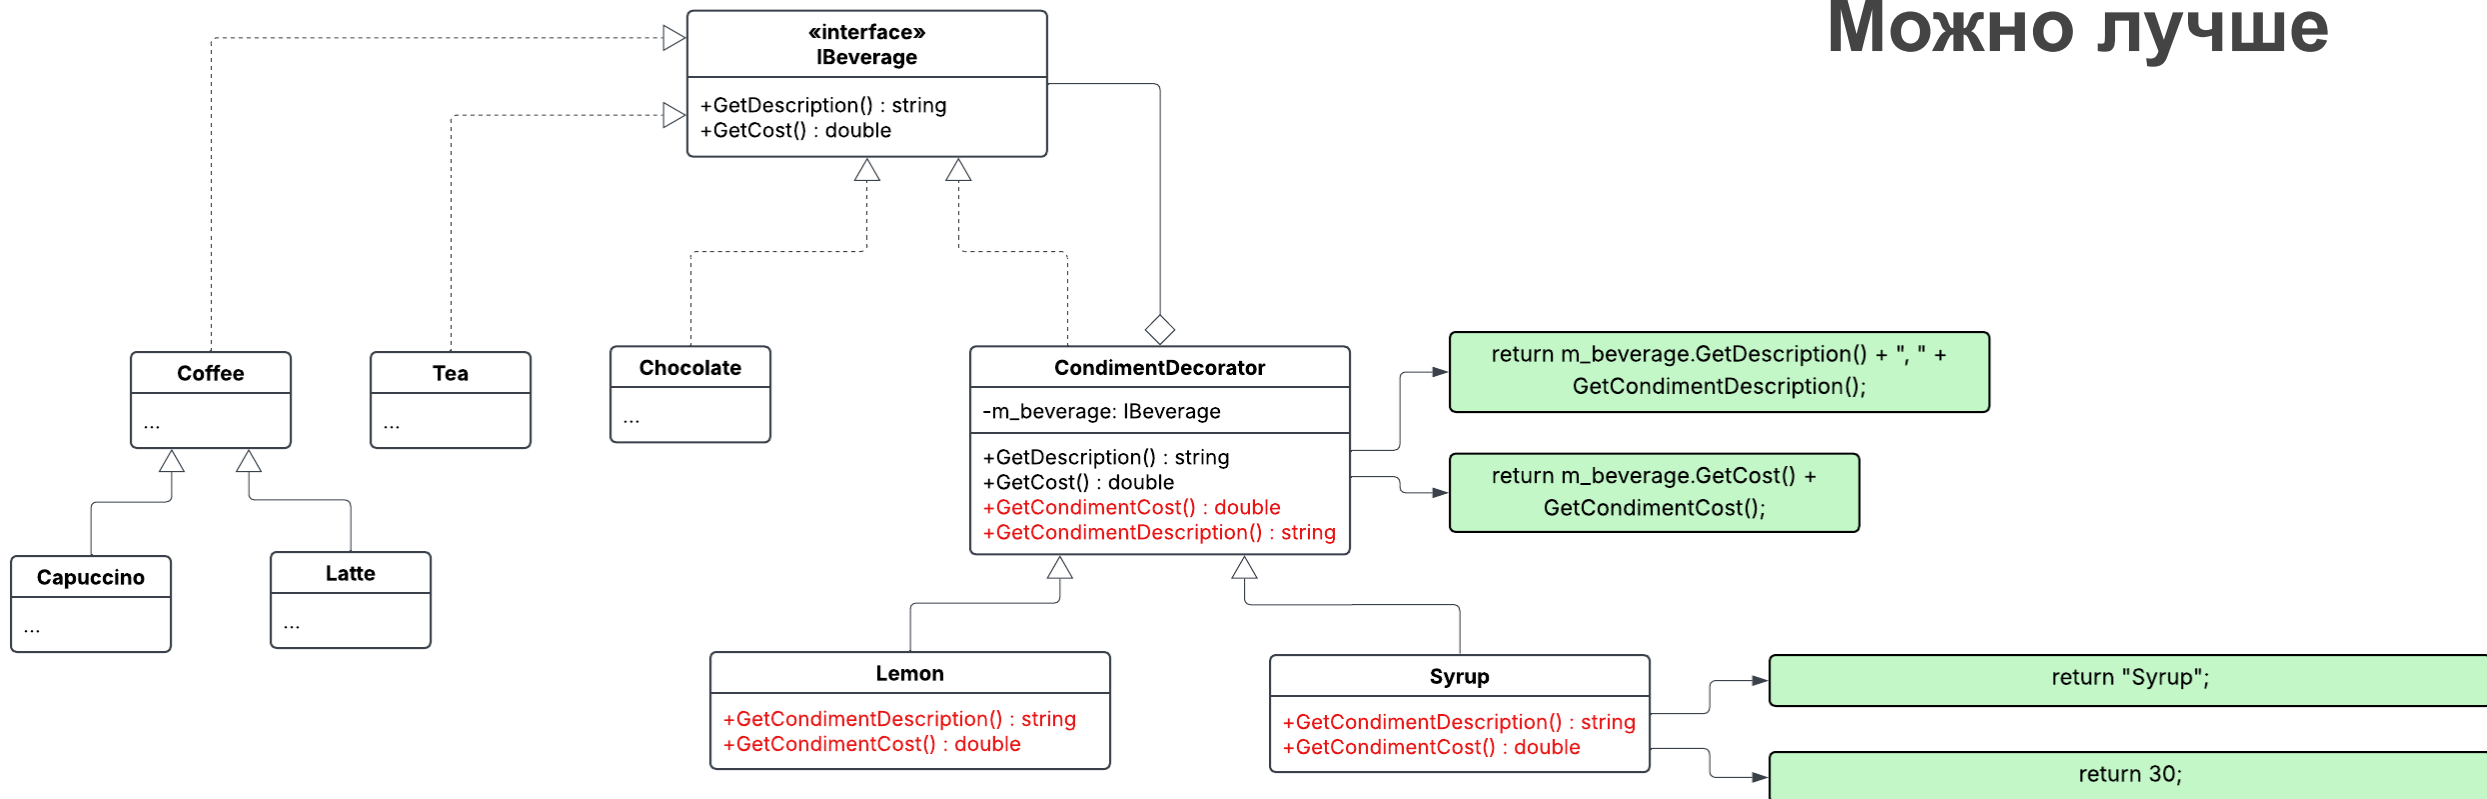 Можно лучше
«interface»
IBeverage
+GetDescription() : string
+GetCost() : double
Coffee
...
Tea
...
Chocolate
...
CondimentDecorator
-m_beverage: IBeverage
+GetDescription() : string
+GetCost() : double
+GetCondimentCost() : double
+GetCondimentDescription() : string
return m_beverage.GetDescription() + ", " +
GetCondimentDescription();
return m_beverage.GetCost() +
GetCondimentCost();
Capuccino
...
Latte
...
Lemon
+GetCondimentDescription() : string
+GetCondimentCost() : double
Syrup
+GetCondimentDescription() : string
+GetCondimentCost() : double
return "Syrup";
return 30;